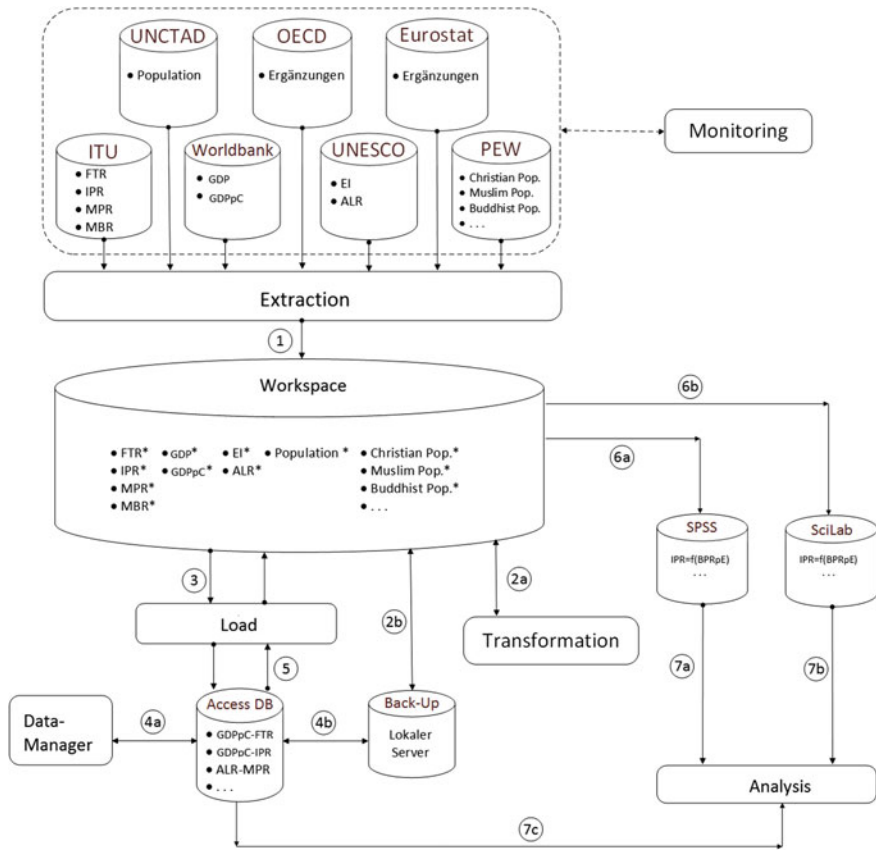 UNCTAD
• Population
OECD
• Ergänzungen
Eurostat
• Ergänzungen
Monitoring
ITU
• FTR
• IPR
• MPR
• MBR
Worldbank
• GDP
• GDPpC
UNESCO
• EI
• ALR
PEW
• Christian Pop.
• Muslim Pop.
• Buddhist Pop.
• . . .
Extraction
1
Workspace
• FTR*
• IPR*
• MPR*
• MBR*
• GDP*
• GDPpC*
• EI*
• ALR*
• Population *
• Christian Pop.*
• Muslim Pop.*
• Buddhist Pop.*
• . . .
6b
6a
SPSS
IPR=f(BPRpE)
. . .
SciLab
IPR=f(BPRpE)
. . .
3
Load
5
2b
2a
Transformation
7a
7b
Data-
Manager
4a
Access DB
• GDPpC-FTR
• GDPpC-IPR
• ALR-MPR
• . . .
4b
Back-Up
Lokaler
Server
Analysis
7c